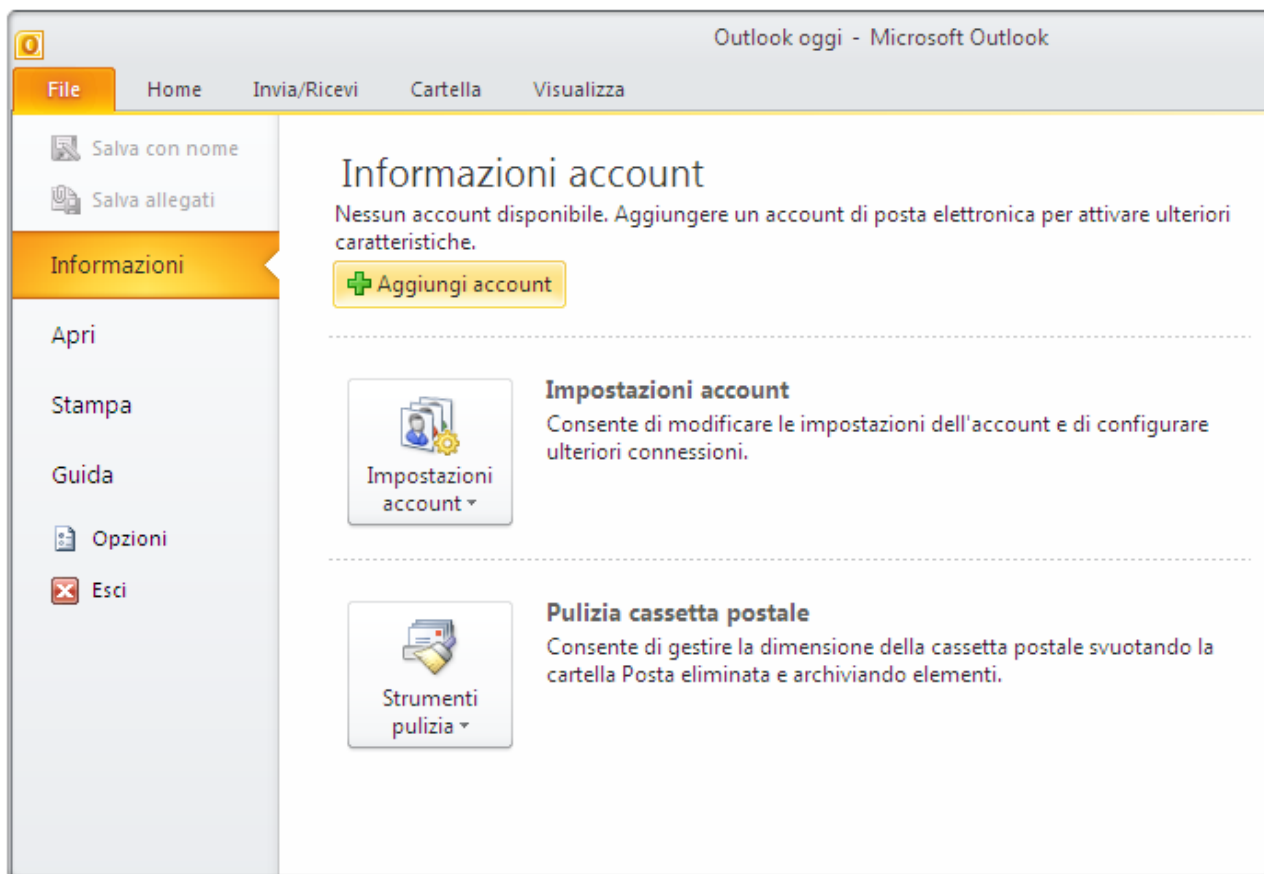 Outlook oggi - Microsoft Outlook
File Home Invia/Ricevi Cartella Visualizza
Salva con nome
Salva allegati
Informazioni
Apri
Stampa
Guida
Opzioni
Esci
Informazioni account
Nessun account disponibile. Aggiungere un account di posta elettronica per attivare ulteriori
caratteristiche.
Aggiungi account
Impostazioni
account
Impostazioni account
Consente di modificare le impostazioni dell'account e di configurare
ulteriori connessioni.
Strumenti
pulizia
Pulizia cassetta postale
Consente di gestire la dimensione della cassetta postale svuotando la
cartella Posta eliminata e archiviando elementi.